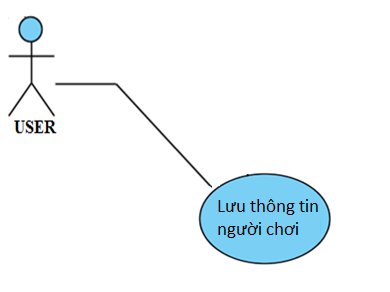 USER
Lưu thông tin
người chơi